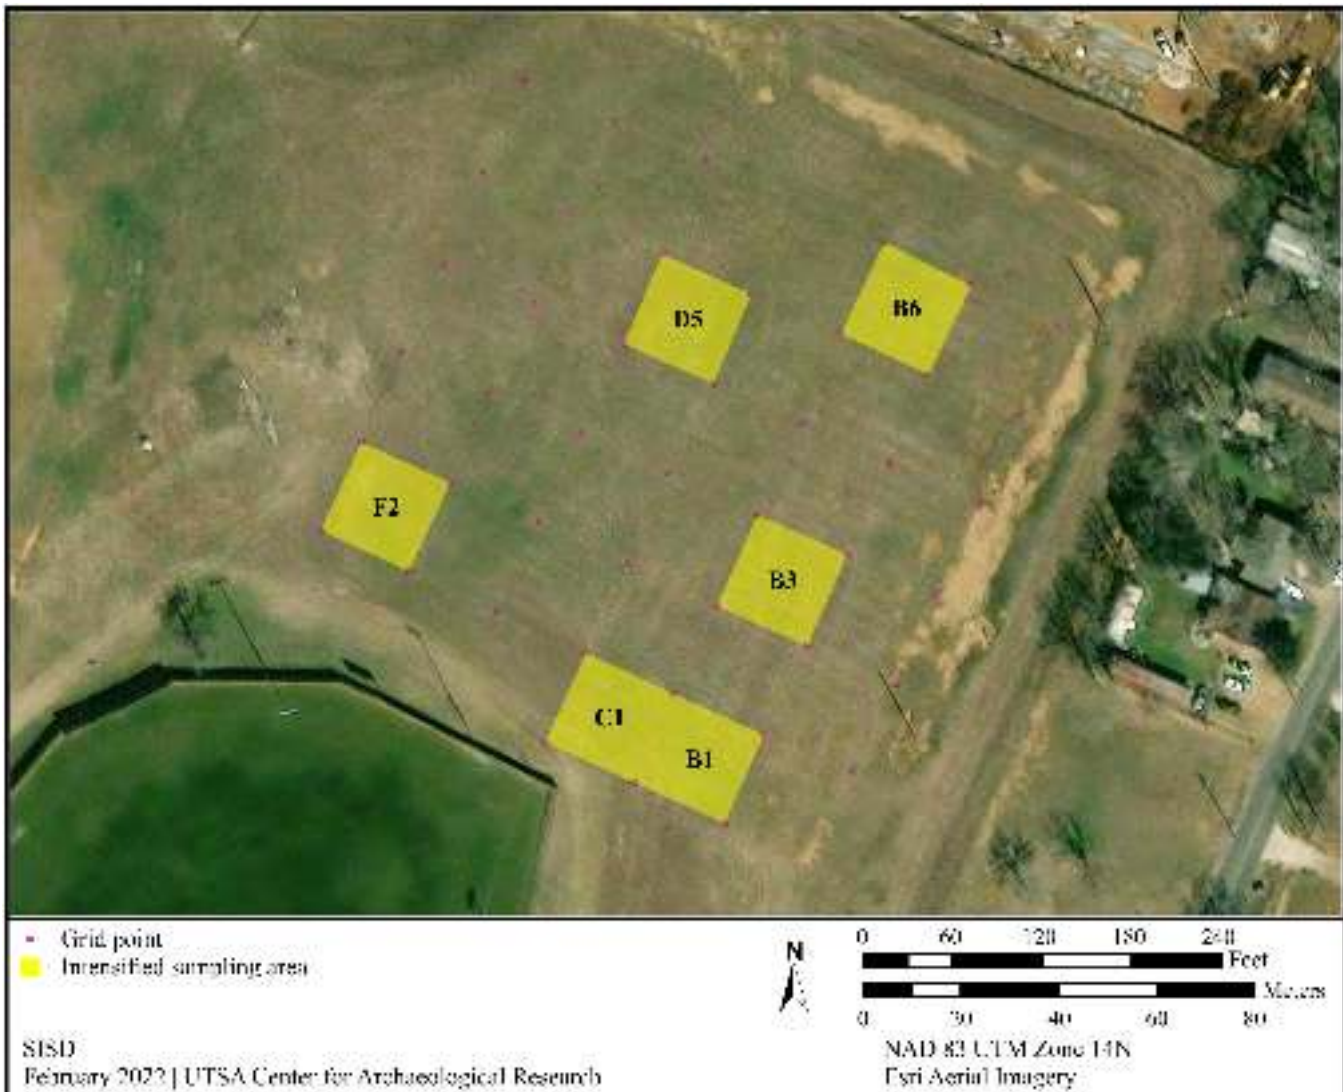 D5
B6
F2
B3
C1
B1
Grid point
Intensified sampling area
N
0 60 120 180 240
Feet
Meters
0 20 40 60 80
SISD
February 2022 | UTSA Center for Archaeological Research
NAD 83 UTM Zone 14N
Esri Aerial Imagery